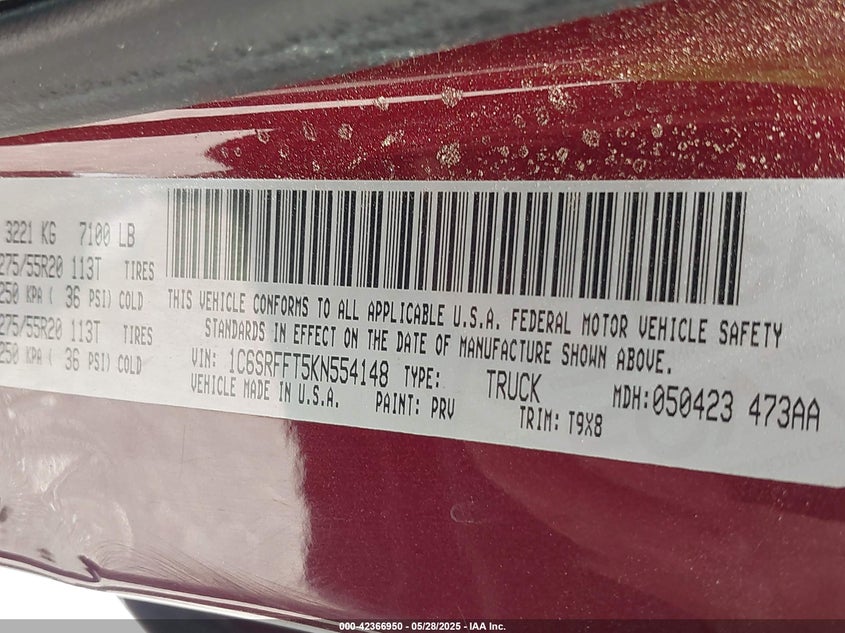 3221 KG 7100 LB
275/55R20 113T TIRES
250 KPA ( 36 PSI) COLD
275/55R20 113T TIRES
250 KPA ( 36 PSI) COLD
THIS VEHICLE CONFORMS TO ALL APPLICABLE U.S.A. FEDERAL MOTOR VEHICLE SAFETY
STANDARDS IN EFFECT ON THE DATE OF MANUFACTURE SHOWN ABOVE.
VIN: 1C6SRFFT5KN554148 TYPE: TRUCK MDH:050423 473AA
VEHICLE MADE IN U.S.A. PAINT: PRV TRIM: T9X8
000-42366950 — 05/28/2025 - IAA Inc.